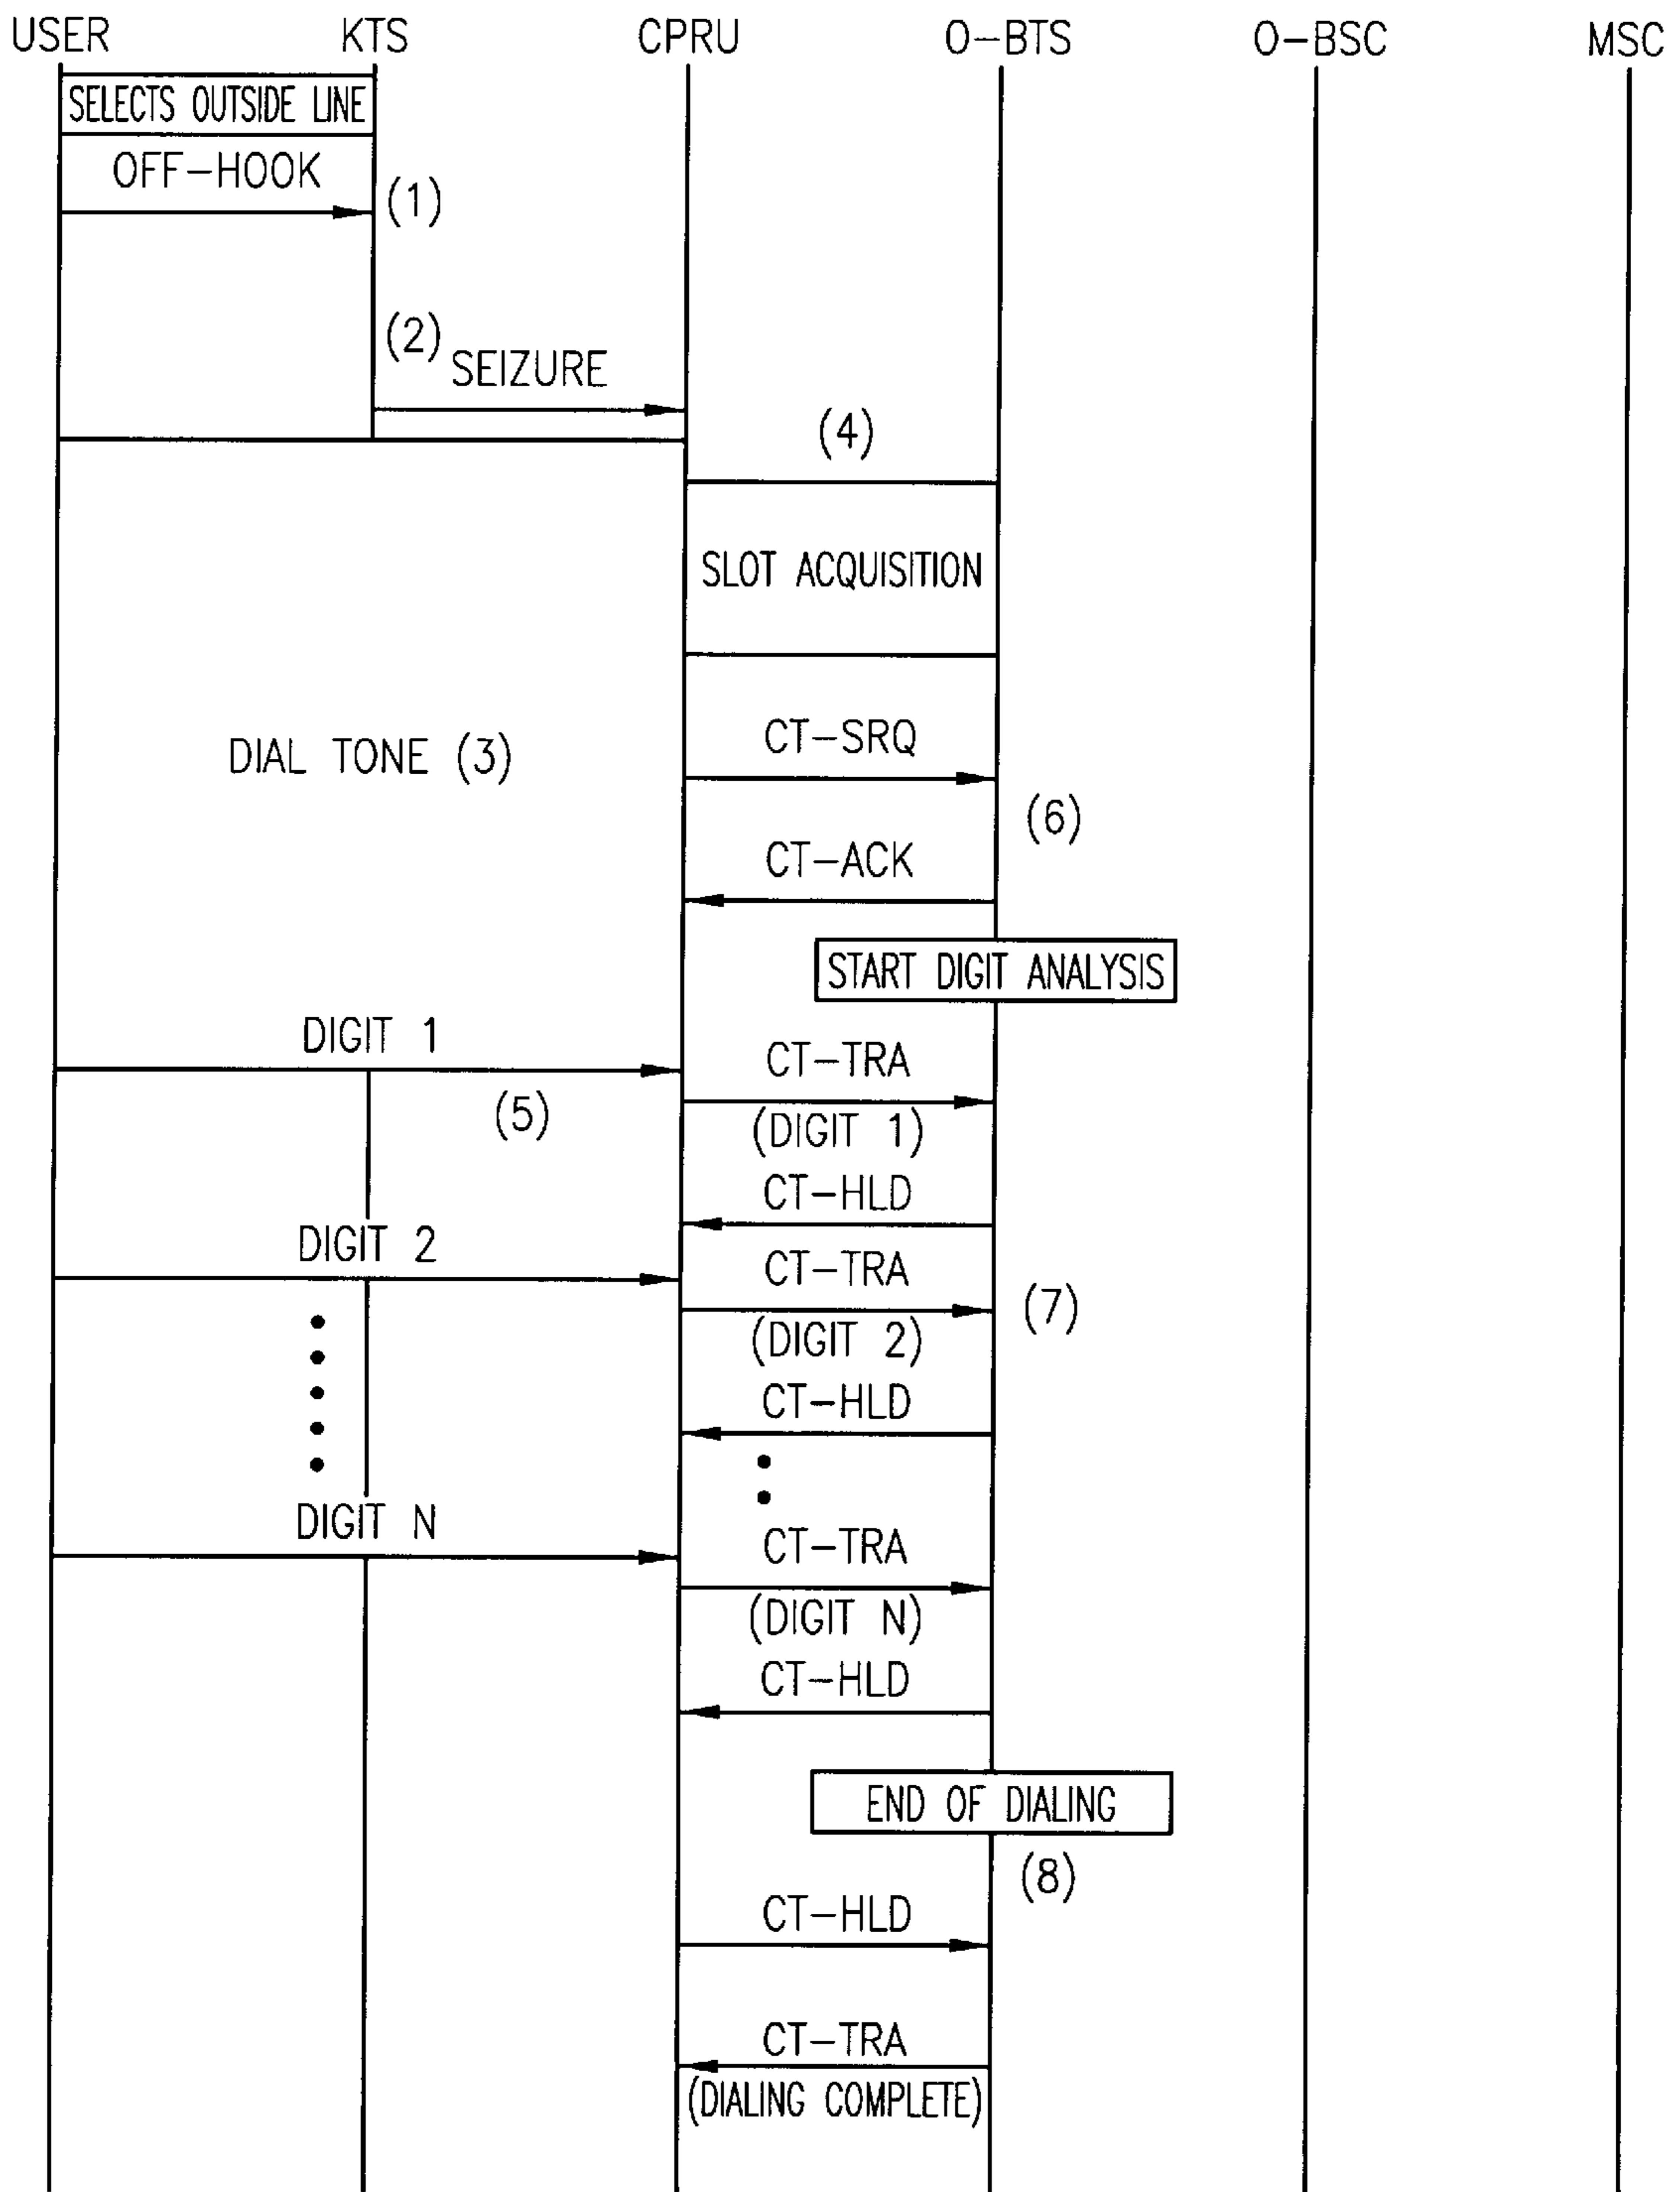 USER KTS CPRU O-BTS O-BSC MSC
SELECTS OUTSIDE LINE
OFF-HOOK
(1)
(2)
SEIZURE
(4)
SLOT ACQUISITION
CT-SRQ
DIAL TONE (3)
(6)
CT-ACK
START DIGIT ANALYSIS
DIGIT 1
CT-TRA
(5)
(DIGIT 1)
CT-HLD
DIGIT 2
CT-TRA
(7)
(DIGIT 2)
CT-HLD
DIGIT N
CT-TRA
(DIGIT N)
CT-HLD
END OF DIALING
(8)
CT-HLD
CT-TRA
(DIALING COMPLETE)